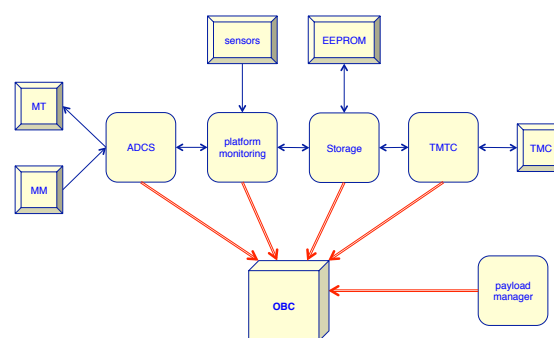 sensors
EEPROM
MT
ADCS
platform
monitoring
Storage
TMTC
TMC
MM
OBC
payload
manager